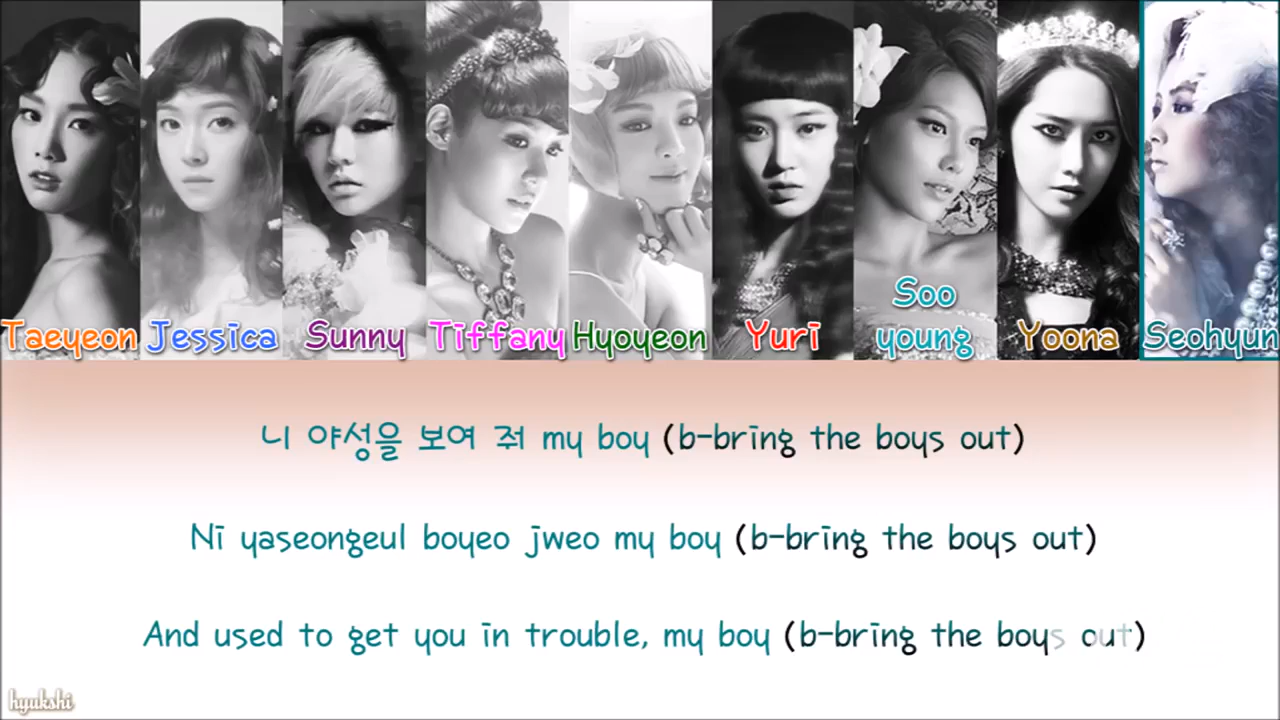 Taeyeon Jessica Sunny Tiffany Hyoyeon Yuri Soo young Yoona Seohyun
니 야성을 보여 줘 my boy (b-bring the boys out)
Ni yaseongeul boyeo jweo my boy (b-bring the boys out)
And used to get you in trouble, my boy (b-bring the boys out)
hyukshi